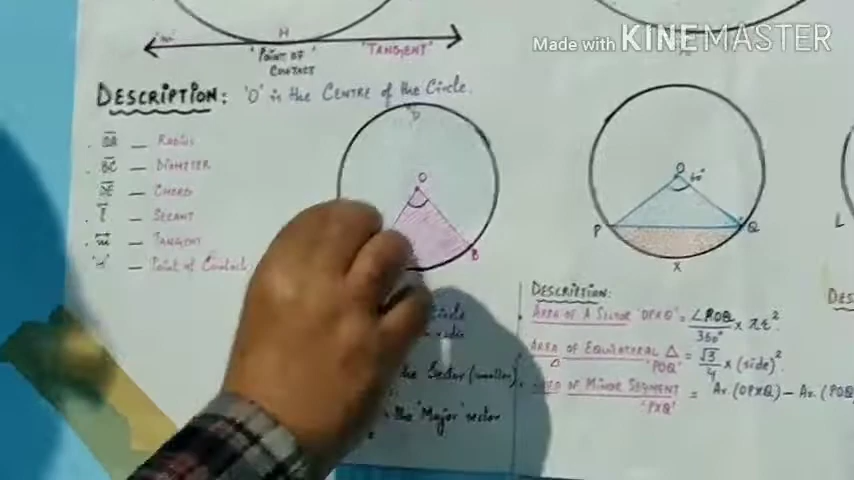 Made with KINEMASTER
H
"m"
"POINT OF CONTACT"
"TANGENT"
DESCRIPTION: 'O' is the CENTRE of the Circle.
OA — RADIUS
BC — DIAMETER
DE — CHORD
l — SECANT
m — TANGENT
'H' — Point of Contact
D
O
B
O
60°
P
Q
X
L
the Sector (smaller)
the "Major" sector
DESCRIPTION:
AREA OF A SECTOR 'OPXQ' = ∠POQ/360° x πr².
AREA OF EQUILATERAL Δ 'POQ' = √3/4 x (side)².
AREA OF MINOR SEGMENT 'PXQ' = Ar.(OPXQ) – Ar.(POQ